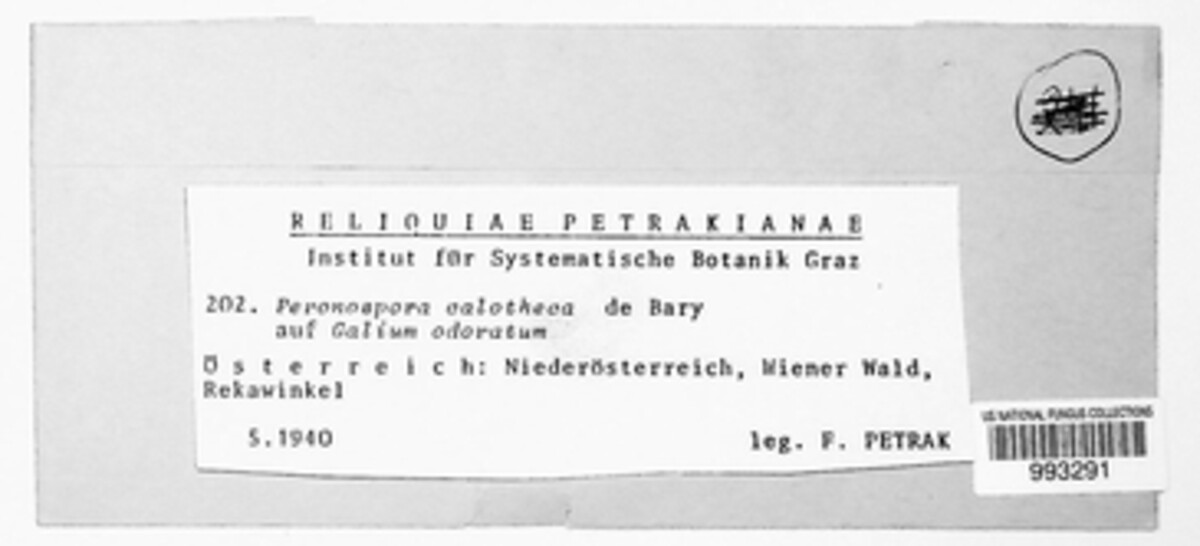 RELIQUIAE PETRAKIANAE
Institut für Systematische Botanik Graz
202. Peronospora calotheca de Bary
auf Galium odoratum
Österreich: Niederösterreich, Wiener Wald,
Rekawinkel
5.1940 leg. F. PETRAK
US NATIONAL FUNGUS COLLECTIONS
993291